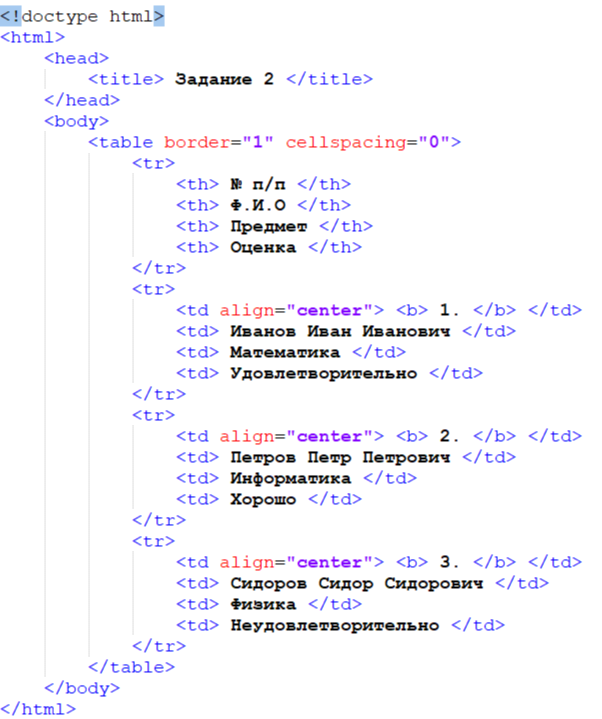 <!doctype html>
<html>
    <head>
        <title> Задание 2 </title>
    </head>
    <body>
        <table border="1" cellspacing="0">
            <tr>
                <th> № п/п </th>
                <th> Ф.И.О </th>
                <th> Предмет </th>
                <th> Оценка </th>
            </tr>
            <tr>
                <td align="center"> <b> 1. </b> </td>
                <td> Иванов Иван Иванович </td>
                <td> Математика </td>
                <td> Удовлетворительно </td>
            </tr>
            <tr>
                <td align="center"> <b> 2. </b> </td>
                <td> Петров Петр Петрович </td>
                <td> Информатика </td>
                <td> Хорошо </td>
            </tr>
            <tr>
                <td align="center"> <b> 3. </b> </td>
                <td> Сидоров Сидор Сидорович </td>
                <td> Физика </td>
                <td> Неудовлетворительно </td>
            </tr>
        </table>
    </body>
</html>